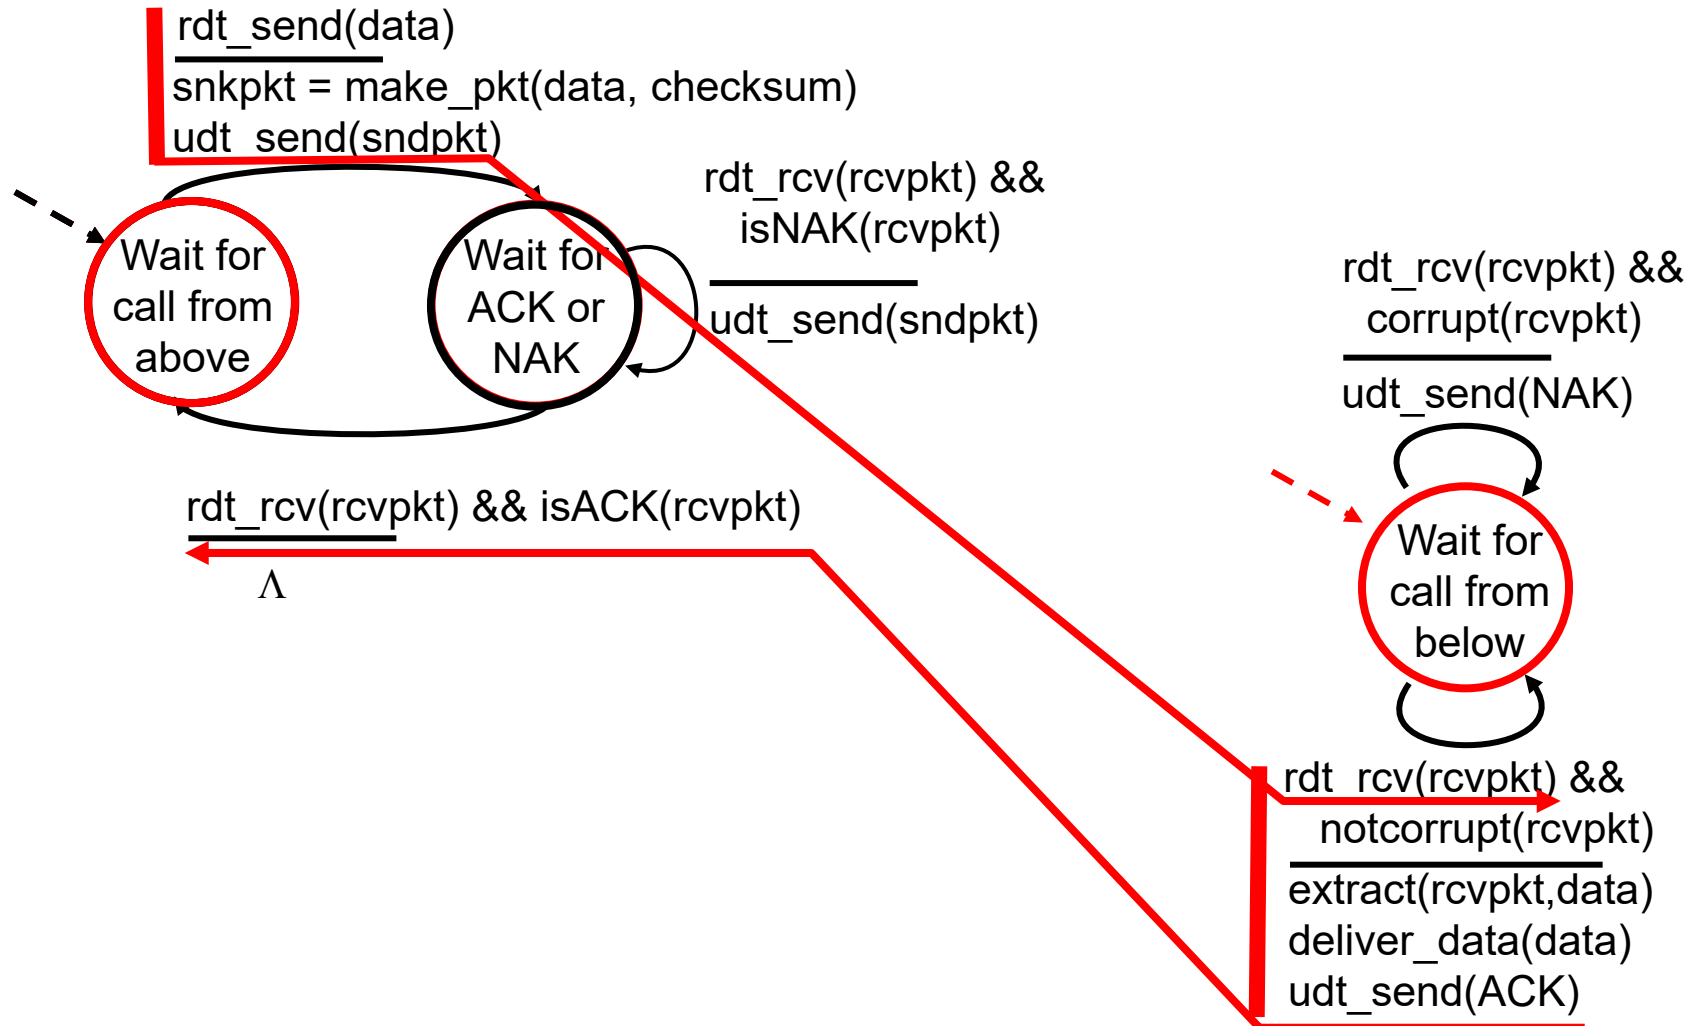 rdt_send(data)
snkpkt = make_pkt(data, checksum)
udt_send(sndpkt)
Wait for
call from
above
Wait for
ACK or
NAK
rdt_rcv(rcvpkt) &&
isNAK(rcvpkt)
udt_send(sndpkt)
rdt_rcv(rcvpkt) && isACK(rcvpkt)
Λ
rdt_rcv(rcvpkt) &&
corrupt(rcvpkt)
udt_send(NAK)
Wait for
call from
below
rdt_rcv(rcvpkt) &&
notcorrupt(rcvpkt)
extract(rcvpkt,data)
deliver_data(data)
udt_send(ACK)